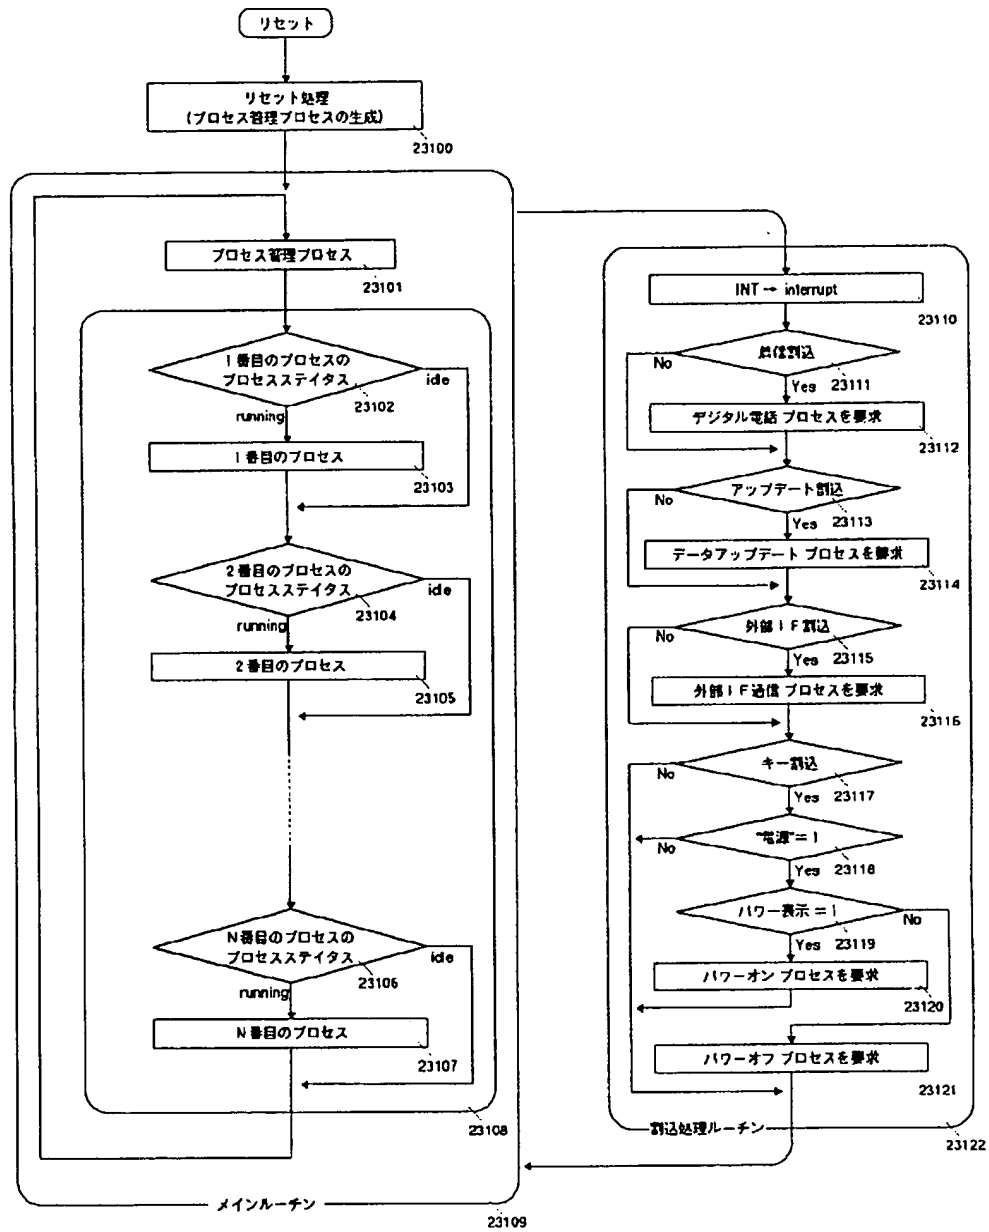 リセット
リセット処理
(プロセス管理プロセスの生成)
23100
プロセス管理プロセス
23101
1番目のプロセスの
プロセスステイタス
23102
idle
running
1番目のプロセス
23103
2番目のプロセスの
プロセスステイタス
23104
idle
running
2番目のプロセス
23105
N番目のプロセスの
プロセスステイタス
23106
idle
running
N番目のプロセス
23107
23108
メインルーチン
23109
INT → interrupt
23110
着信割込
No
23111
Yes
デジタル電話 プロセスを要求
23112
アップデート割込
No
23113
Yes
データアップデート プロセスを要求
23114
外部IF割込
No
23115
Yes
外部IF通信 プロセスを要求
23116
キー割込
No
Yes
23117
"電源"=1
No
23118
Yes
パワー表示=1
No
23119
Yes
パワーオン プロセスを要求
23120
パワーオフ プロセスを要求
23121
割込処理ルーチン
23122